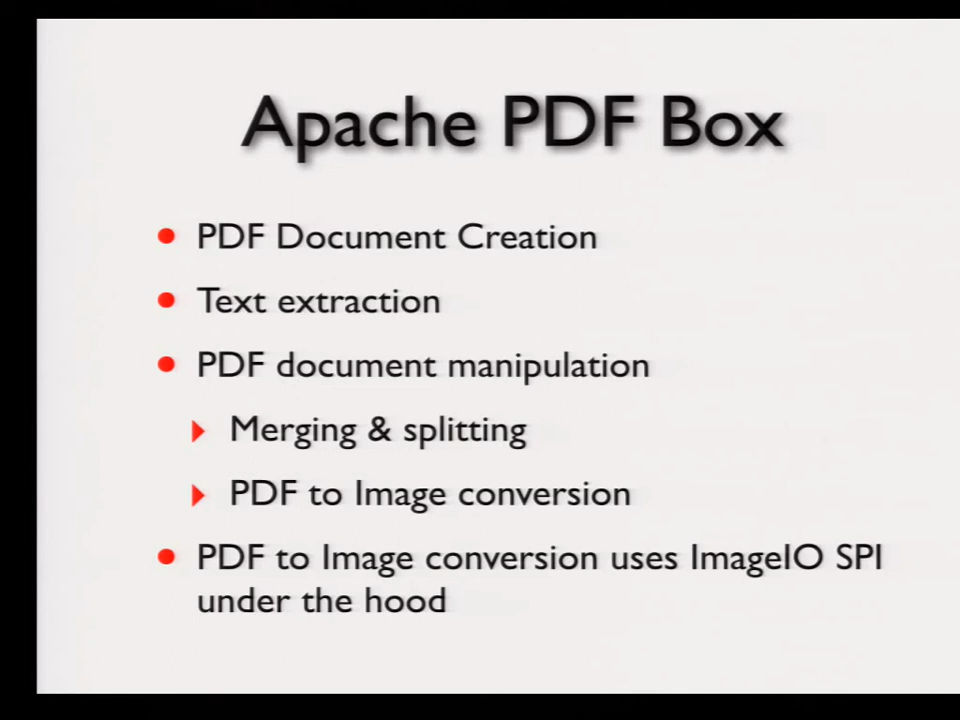 Apache PDF Box
PDF Document Creation
Text extraction
PDF document manipulation
Merging & splitting
PDF to Image conversion
PDF to Image conversion uses ImageIO SPI
under the hood